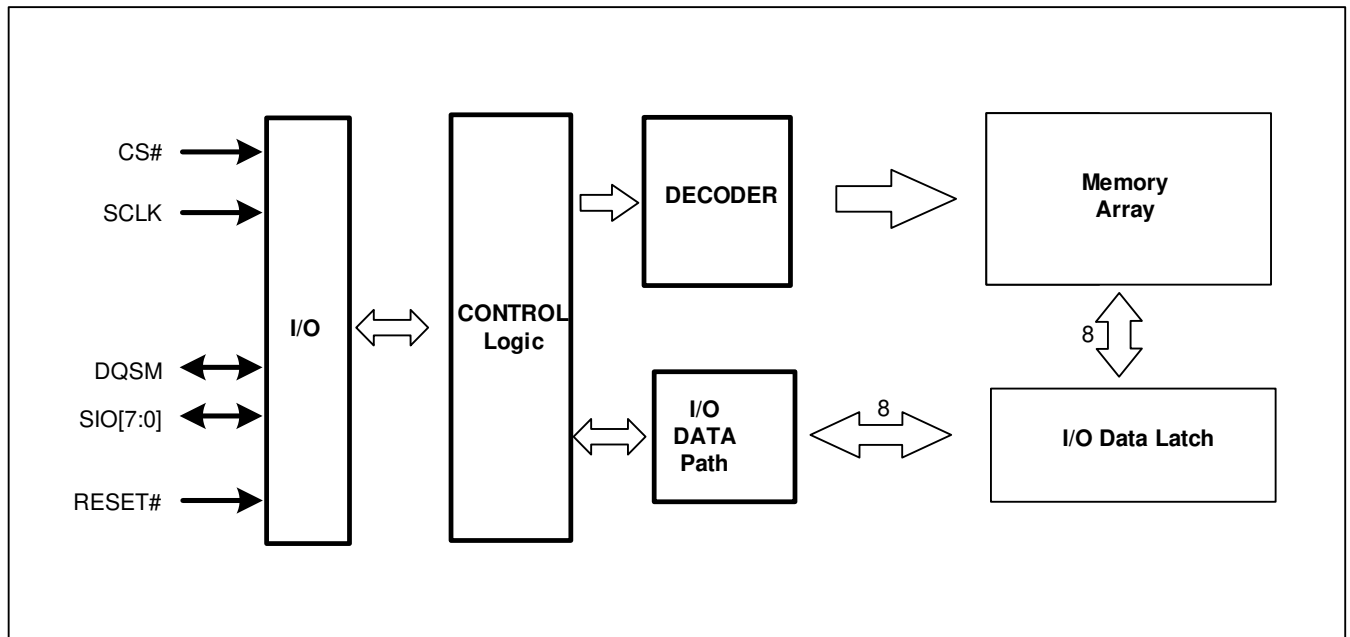 CS#
SCLK
DQSM
SIO[7:0]
RESET#
I/O
CONTROL
Logic
DECODER
Memory
Array
8
I/O
DATA
Path
8
I/O Data Latch